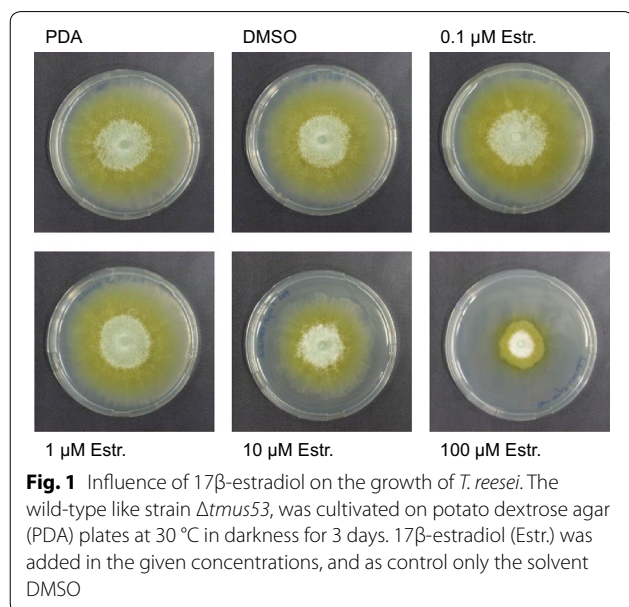 PDA DMSO 0.1 µM Estr.
1 µM Estr. 10 µM Estr. 100 µM Estr.
Fig. 1 Influence of 17β-estradiol on the growth of T. reesei. The
wild-type like strain Δtmus53, was cultivated on potato dextrose agar
(PDA) plates at 30 °C in darkness for 3 days. 17β-estradiol (Estr.) was
added in the given concentrations, and as control only the solvent
DMSO